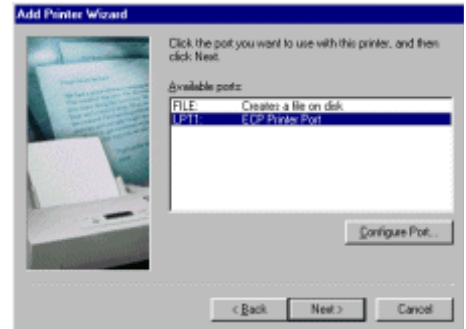 Add Printer Wizard
Click the port you want to use with this printer, and then
click Next.
Available ports:
FILE: Creates a file on disk
LPT1: ECP Printer Port
Configure Port...
< Back
Next >
Cancel